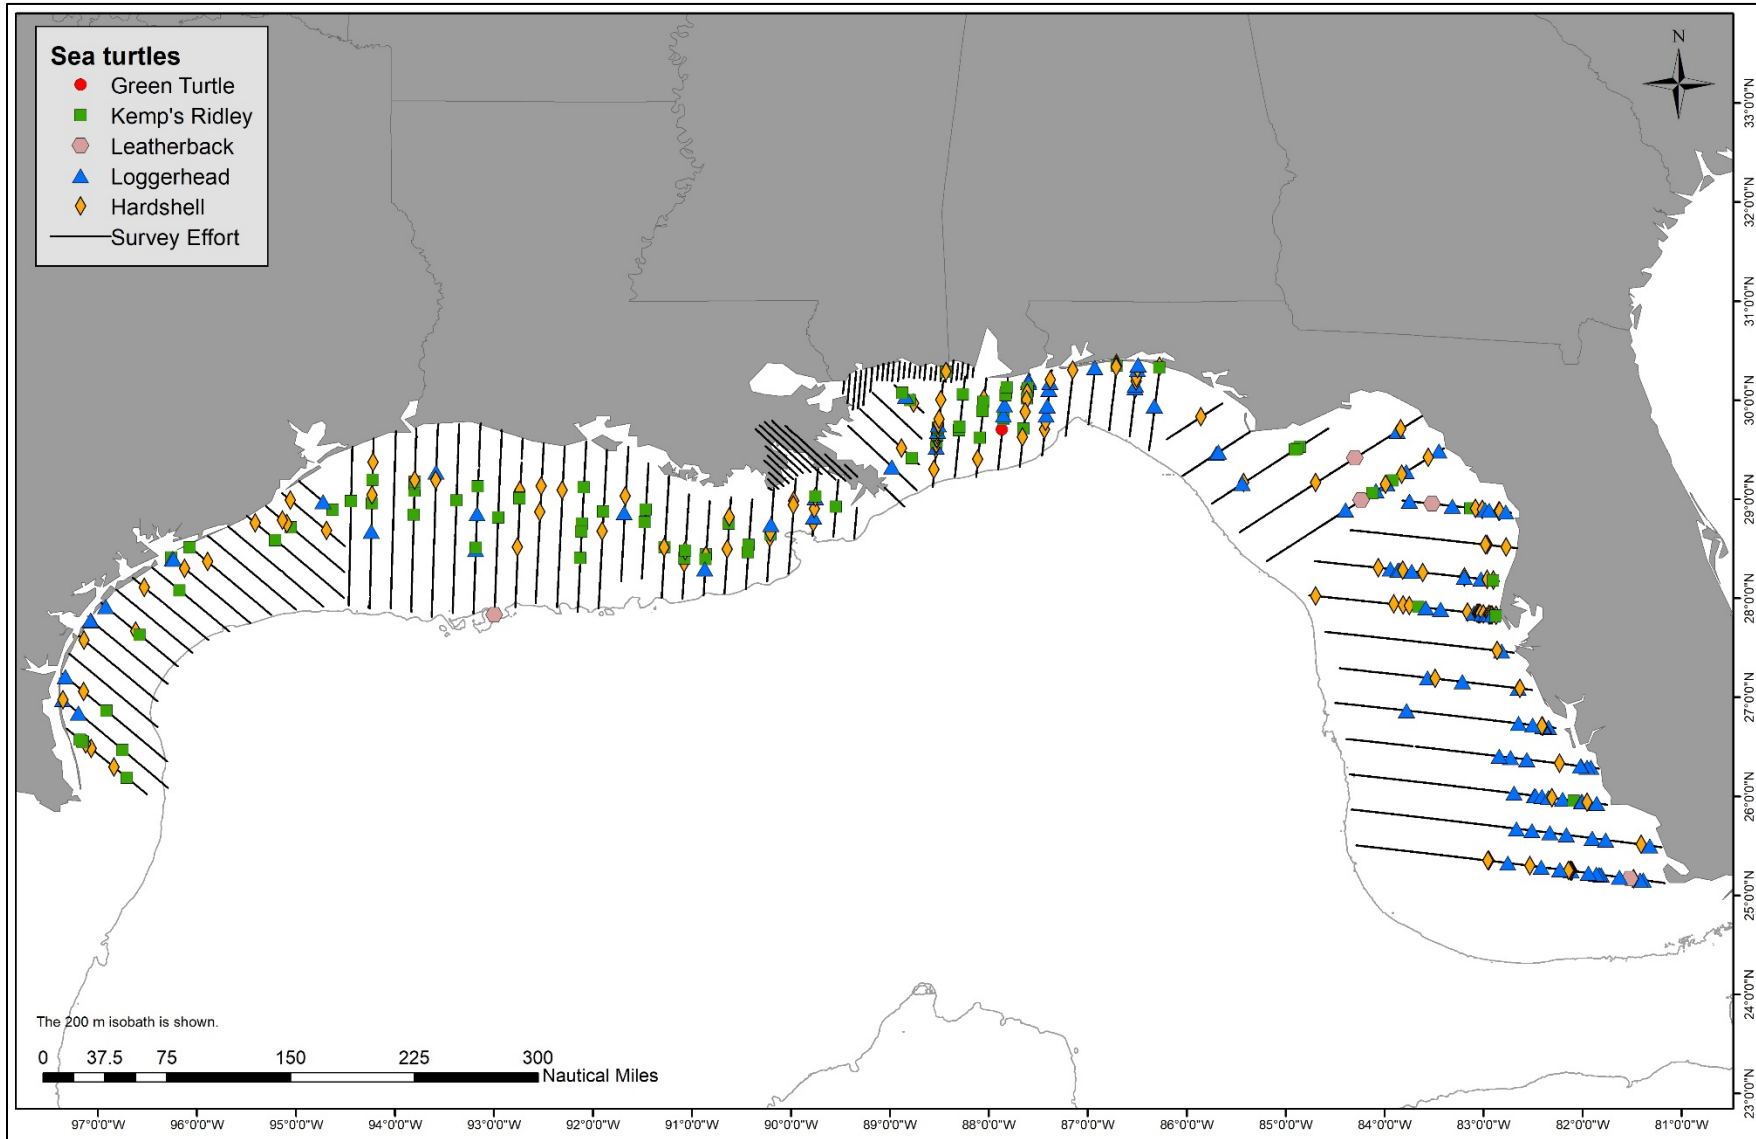 Sea turtles
Green Turtle
Kemp's Ridley
Leatherback
Loggerhead
Hardshell
Survey Effort
N
33°0'0"N
32°0'0"N
31°0'0"N
30°0'0"N
29°0'0"N
28°0'0"N
27°0'0"N
26°0'0"N
25°0'0"N
24°0'0"N
23°0'0"N
The 200 m isobath is shown.
0 37.5 75 150 225 300
Nautical Miles
97°0'0"W 96°0'0"W 95°0'0"W 94°0'0"W 93°0'0"W 92°0'0"W 91°0'0"W 90°0'0"W 89°0'0"W 88°0'0"W 87°0'0"W 86°0'0"W 85°0'0"W 84°0'0"W 83°0'0"W 82°0'0"W 81°0'0"W